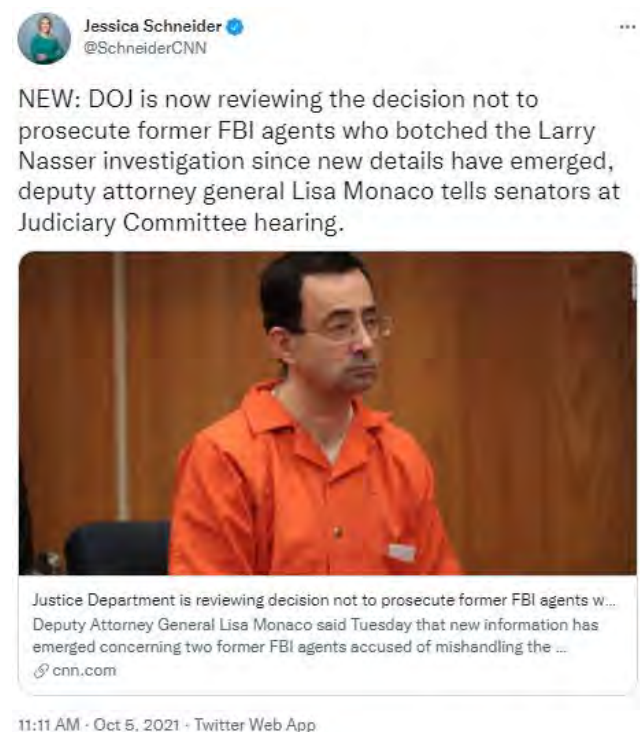 Jessica Schneider
@SchneiderCNN
NEW: DOJ is now reviewing the decision not to
prosecute former FBI agents who botched the Larry
Nasser investigation since new details have emerged,
deputy attorney general Lisa Monaco tells senators at
Judiciary Committee hearing.
Justice Department is reviewing decision not to prosecute former FBI agents w...
Deputy Attorney General Lisa Monaco said Tuesday that new information has
emerged concerning two former FBI agents accused of mishandling the ...
cnn.com
11:11 AM · Oct 5, 2021 · Twitter Web App